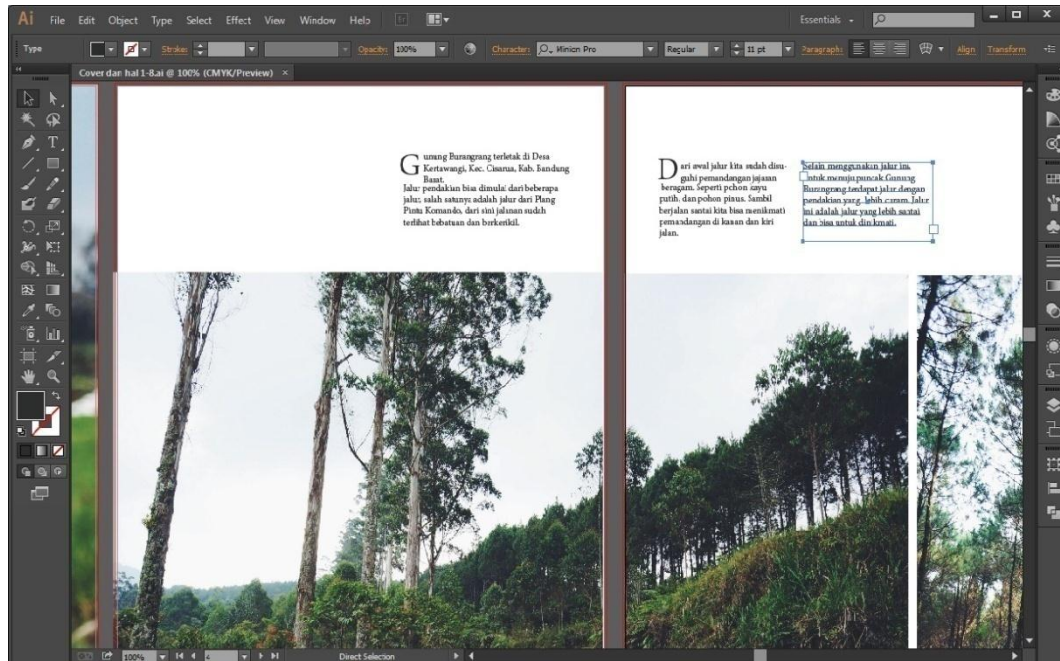 Ai File Edit Object Type Select Effect View Window Help Br Essentials
Type Stroke: Opacity: 100% Character: Minion Pro Regular 11 pt Paragraph: Align Transform
Cover dan hal 1-8.ai @ 100% (CMYK/Preview) ×
Gunung Burangrang terletak di Desa
Kertawangi, Kec. Cisarua, Kab. Bandung
Barat.
Jalur pendakian bisa dimulai dari beberapa
jalur, salah satunya adalah jalur dari Plang
Pintu Komando, dari sini jalanan sudah
terlihat bebatuan dan berkerikil.
Dari awal jalur kita sudah disu-
guhi pemandangan jajaran
beragam. Seperti pohon kayu
putih, dan pohon pinus. Sambil
berjalan santai kita bisa menikmati
pemandangan di kanan dan kiri
jalan.
Selain menggunakan jalur ini,
untuk menuju puncak Gunung
Burangrang terdapat jalur dengan
pendakian yang lebih curam. Jalur
ini adalah jalur yang lebih santai
dan bisa untuk dinikmati.
100% 4 Direct Selection